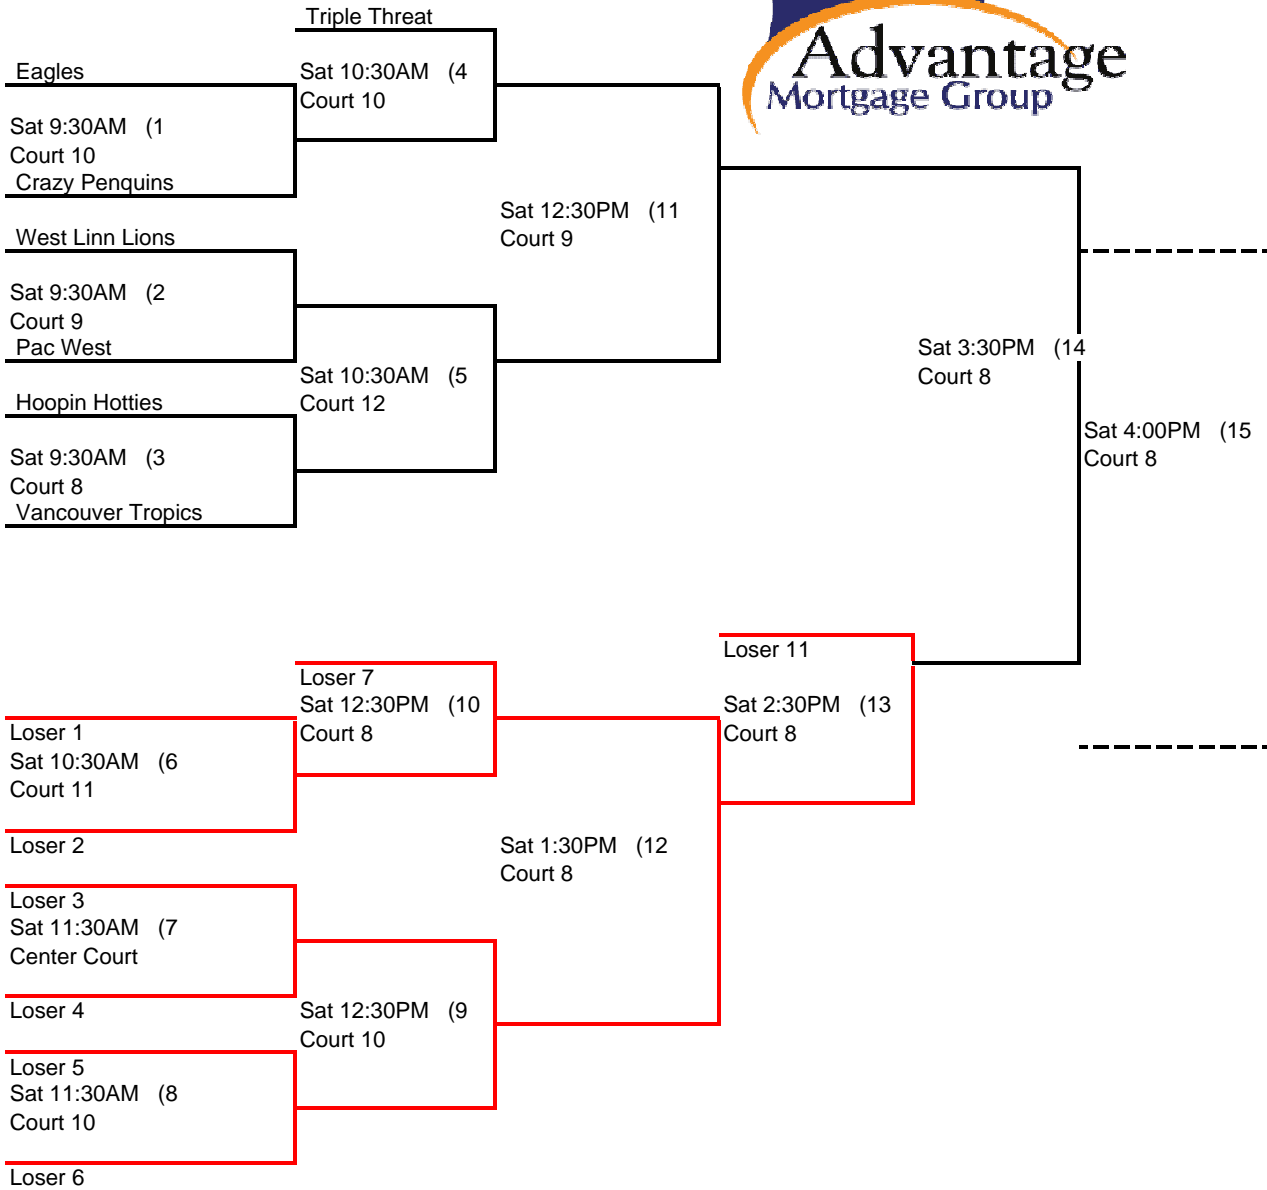 Triple Threat
Advantage
Mortgage Group
Eagles
Sat 10:30AM (4
Court 10
Sat 9:30AM (1
Court 10
Crazy Penquins
Sat 12:30PM (11
Court 9
West Linn Lions
Sat 9:30AM (2
Court 9
Pac West
Sat 3:30PM (14
Court 8
Sat 10:30AM (5
Court 12
Hoopin Hotties
Sat 4:00PM (15
Court 8
Sat 9:30AM (3
Court 8
Vancouver Tropics
Loser 11
Loser 7
Sat 12:30PM (10
Court 8
Sat 2:30PM (13
Court 8
Loser 1
Sat 10:30AM (6
Court 11
Loser 2
Sat 1:30PM (12
Court 8
Loser 3
Sat 11:30AM (7
Center Court
Loser 4
Sat 12:30PM (9
Court 10
Loser 5
Sat 11:30AM (8
Court 10
Loser 6